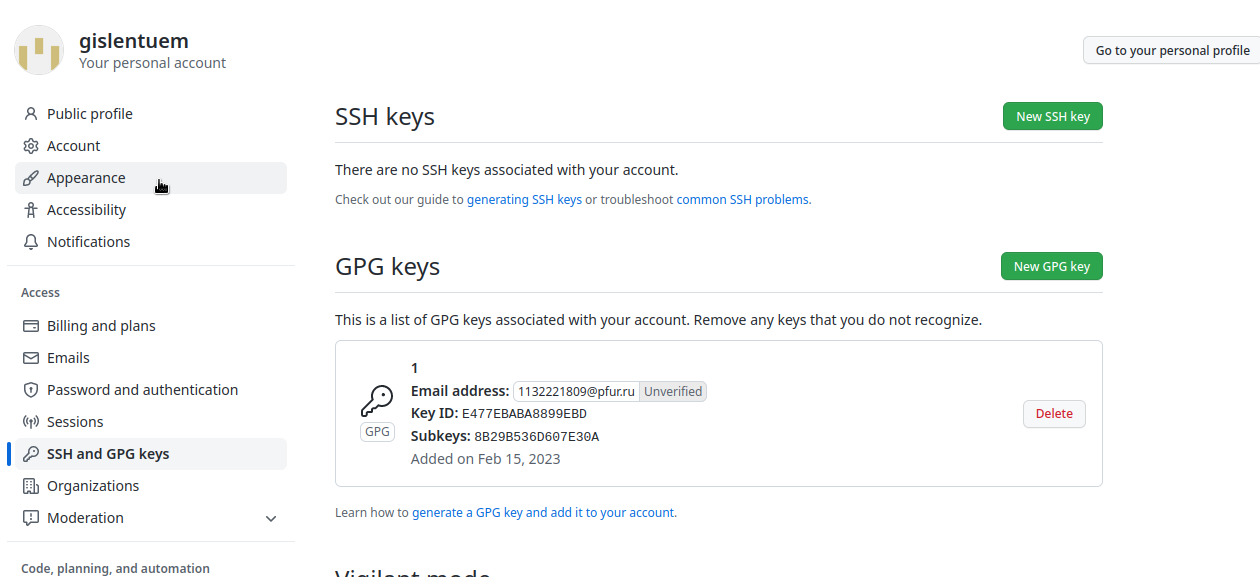 gislentuem
Your personal account
Go to your personal profile
Public profile
Account
Appearance
Accessibility
Notifications
Access
Billing and plans
Emails
Password and authentication
Sessions
SSH and GPG keys
Organizations
Moderation
Code, planning, and automation
SSH keys
New SSH key
There are no SSH keys associated with your account.
Check out our guide to generating SSH keys or troubleshoot common SSH problems.
GPG keys
New GPG key
This is a list of GPG keys associated with your account. Remove any keys that you do not recognize.
GPG
1
Email address: 1132221809@pfur.ru Unverified
Key ID: E477EBABA8899EBD
Subkeys: 8B29B536D607E30A
Added on Feb 15, 2023
Delete
Learn how to generate a GPG key and add it to your account.
Vigilant mode